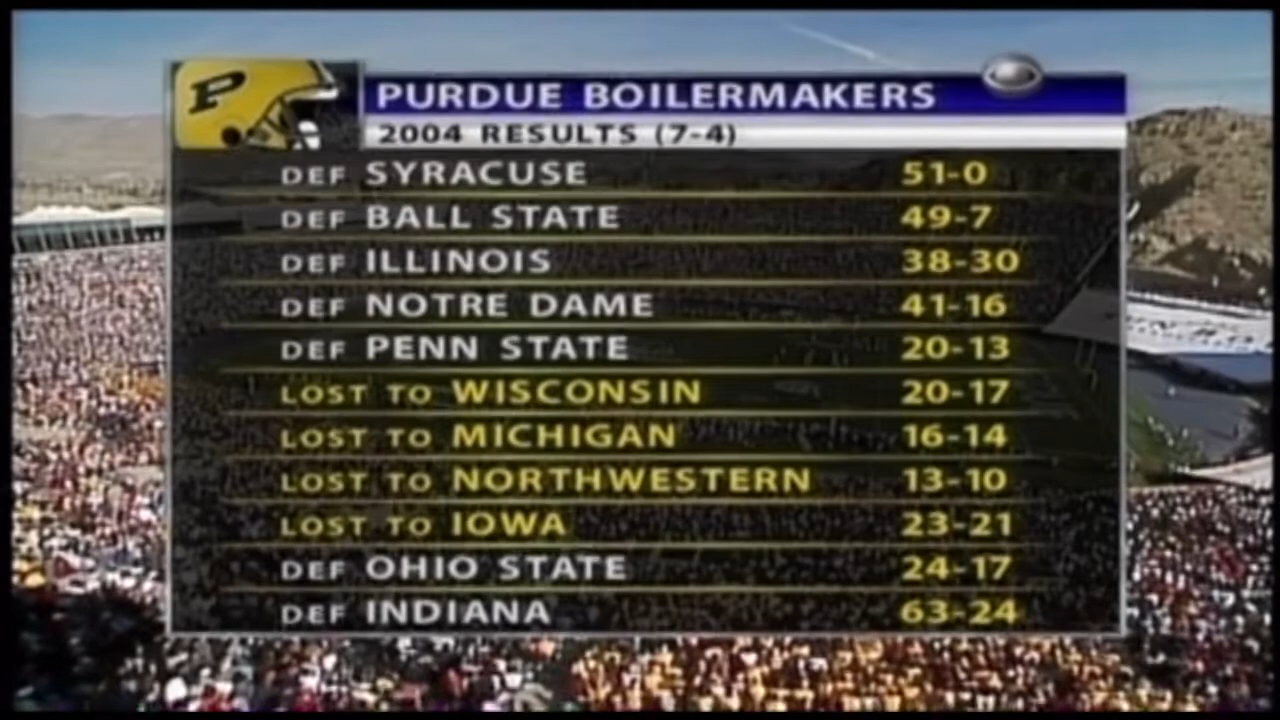 P
PURDUE BOILERMAKERS
2004 RESULTS (7-4)
DEF SYRACUSE 51-0
DEF BALL STATE 49-7
DEF ILLINOIS 38-30
DEF NOTRE DAME 41-16
DEF PENN STATE 20-13
LOST TO WISCONSIN 20-17
LOST TO MICHIGAN 16-14
LOST TO NORTHWESTERN 13-10
LOST TO IOWA 23-21
DEF OHIO STATE 24-17
DEF INDIANA 63-24